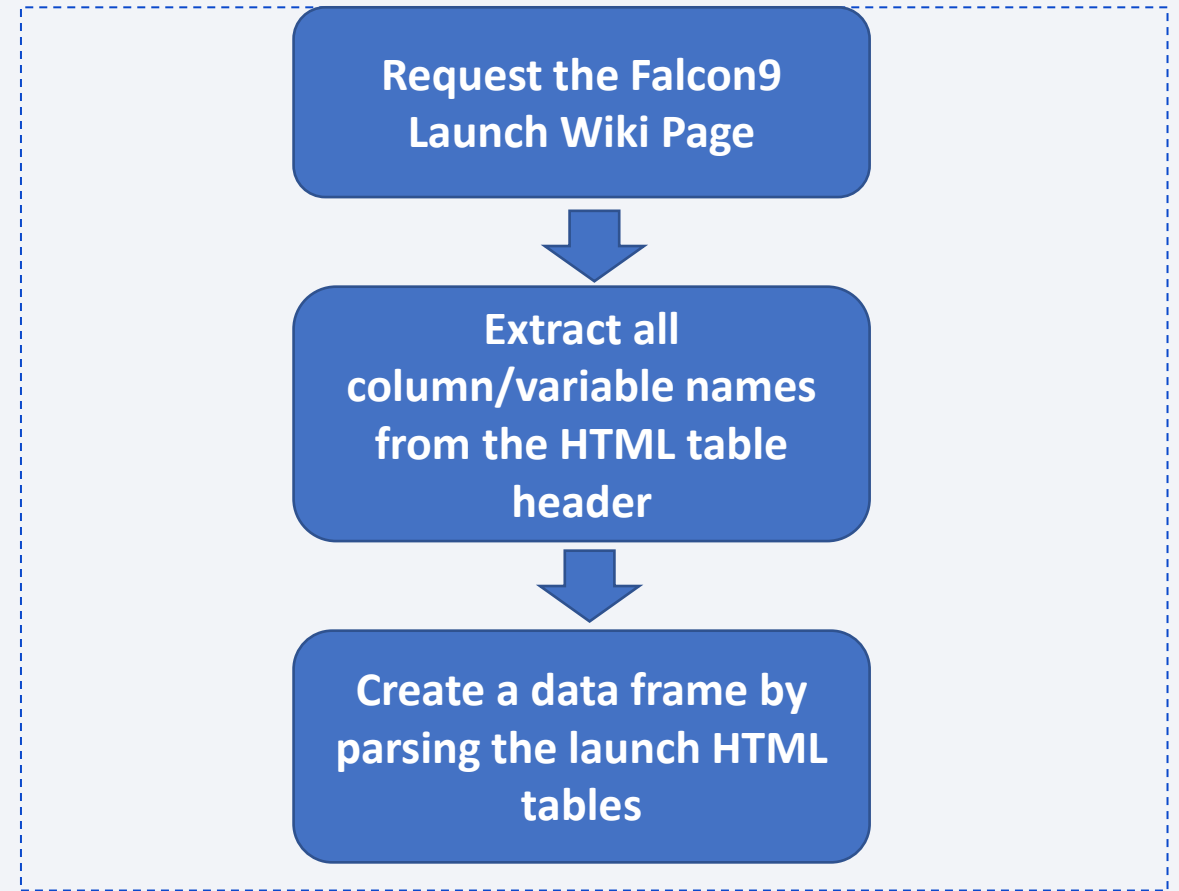 Request the Falcon9
Launch Wiki Page
Extract all
column/variable names
from the HTML table
header
Create a data frame by
parsing the launch HTML
tables